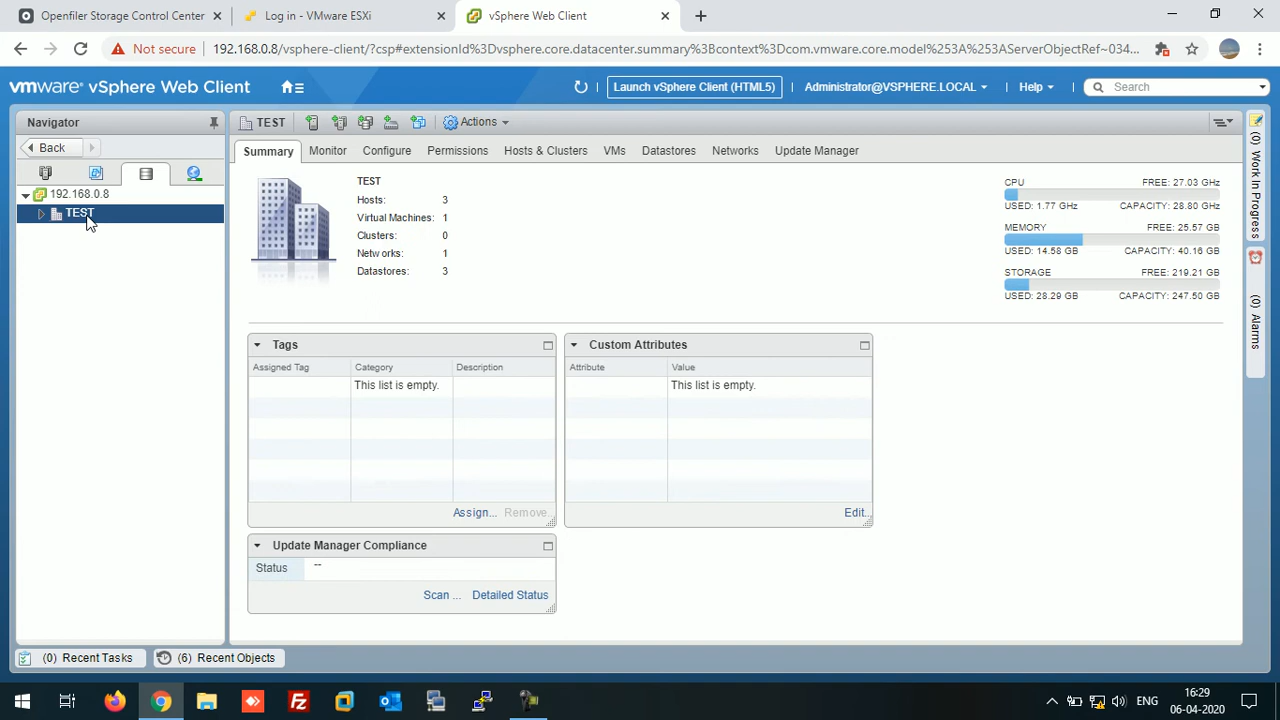 Openfiler Storage Control Center
Log in - VMware ESXi
vSphere Web Client
Not secure
192.168.0.8/vsphere-client/?csp#extensionId%3Dvsphere.core.datacenter.summary%3Bcontext%3Dcom.vmware.core.model%253A%253AServerObjectRef~034...
vmware® vSphere Web Client
Launch vSphere Client (HTML5)
Administrator@VSPHERE.LOCAL
Help
Search
Navigator
TEST
Actions
Back
Summary Monitor Configure Permissions Hosts & Clusters VMs Datastores Networks Update Manager
192.168.0.8
TEST
TEST
Hosts: 3
Virtual Machines: 1
Clusters: 0
Networks: 1
Datastores: 3
CPU FREE: 27.03 GHz
USED: 1.77 GHz CAPACITY: 28.80 GHz
MEMORY FREE: 25.57 GB
USED: 14.58 GB CAPACITY: 40.16 GB
STORAGE FREE: 219.21 GB
USED: 28.29 GB CAPACITY: 247.50 GB
(0) Work In Progress
(0) Alarms
Tags
Assigned Tag Category Description
This list is empty.
Assign... Remove...
Custom Attributes
Attribute Value
This list is empty.
Edit...
Update Manager Compliance
Status --
Scan ... Detailed Status
(0) Recent Tasks
(6) Recent Objects
ENG
16:29
06-04-2020